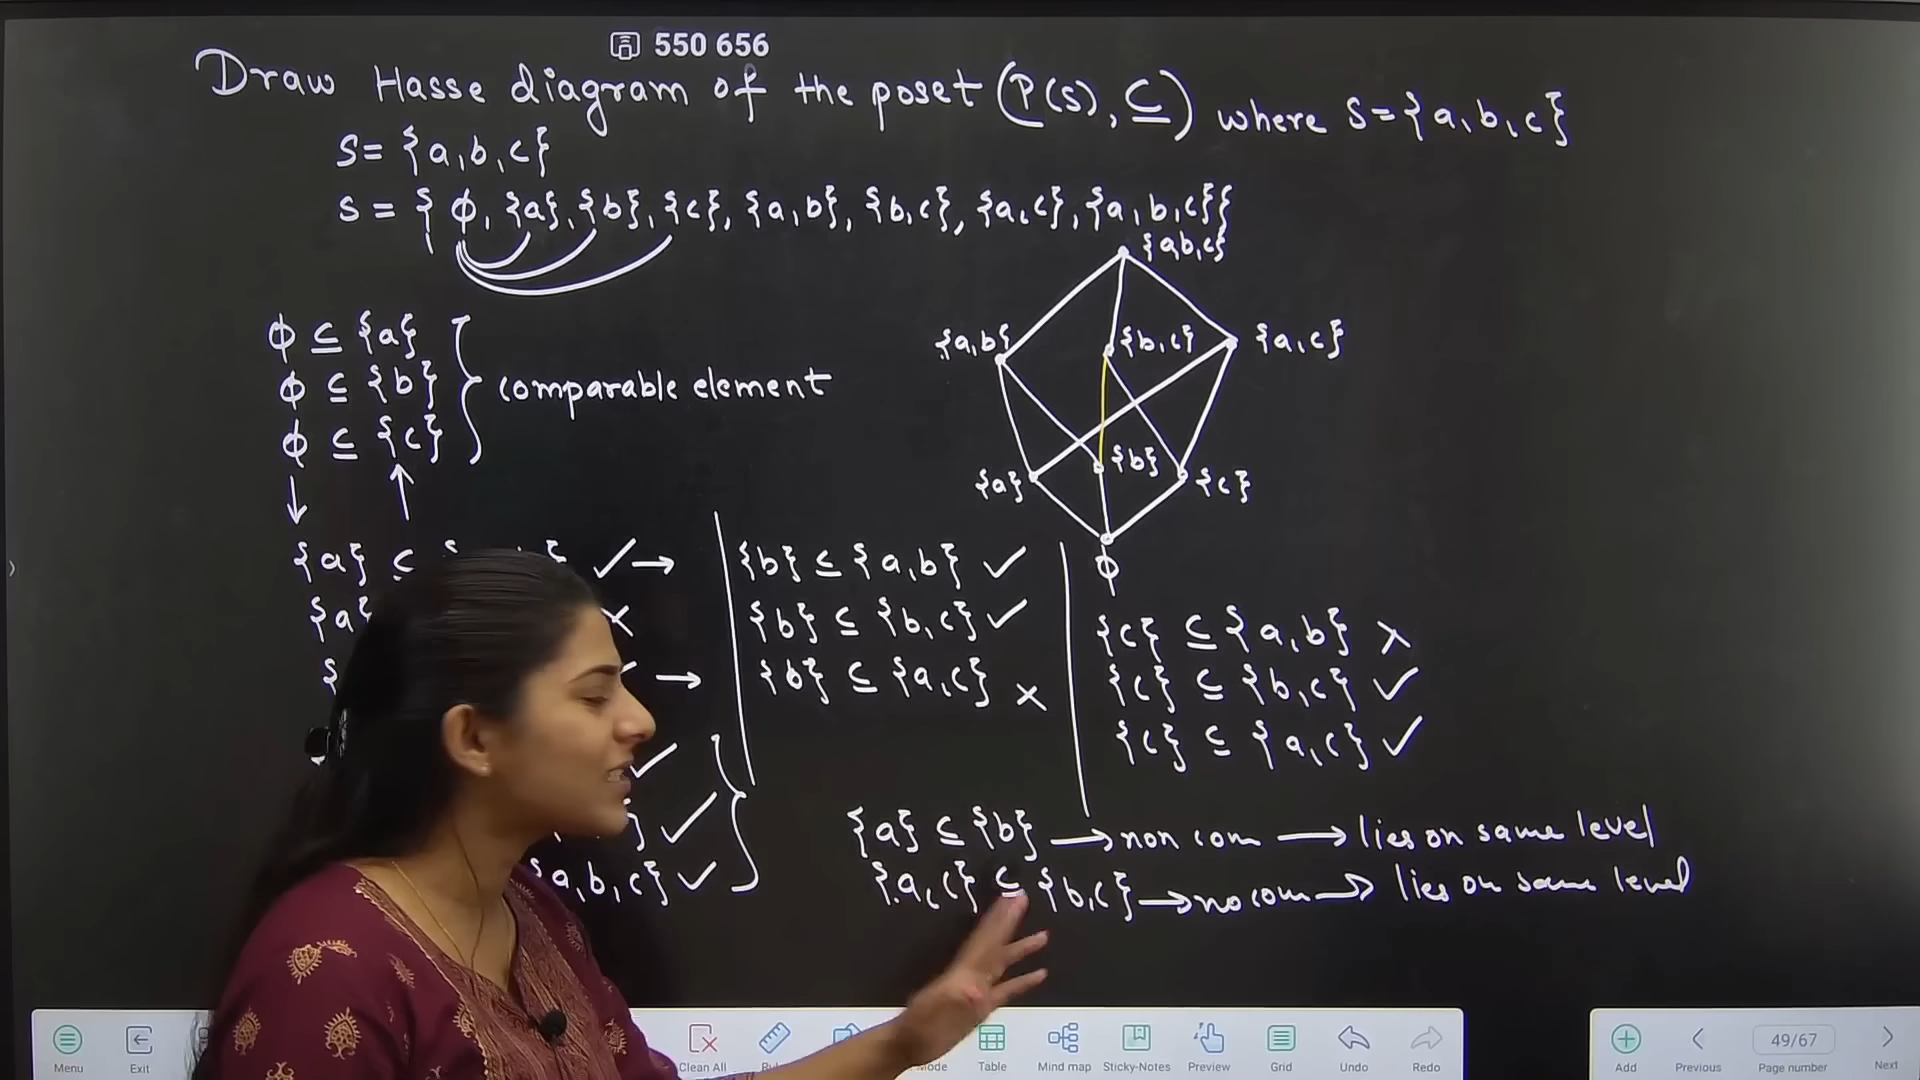 550 656
Draw Hasse diagram of the poset (P(S), ⊆) where S={a,b,c}
S= {a,b,c}
S = { ϕ, {a}, {b}, {c}, {a,b}, {b,c}, {a,c}, {a,b,c}}
{ab,c}
ϕ ⊆ {a}
ϕ ⊆ {b}
ϕ ⊆ {c}
comparable element
{a,b} {b,c} {a,c}
{a} {b} {c}
ϕ
{a} ⊆ ✓ →
{a ×
{ →
✓
} ✓
{a,b,c} ✓
{b} ⊆ {a,b} ✓
{b} ⊆ {b,c} ✓
{b} ⊆ {a,c} ×
{c} ⊆ {a,b} ×
{c} ⊆ {b,c} ✓
{c} ⊆ {a,c} ✓
{a} ⊆ {b} → non com → lies on same level
{a,c} ⊆ {b,c} → no com → lies on same level
Menu Exit Clean All Table Mind map Sticky-Notes Preview Grid Undo Redo
Add Previous 49/67 Page number Next